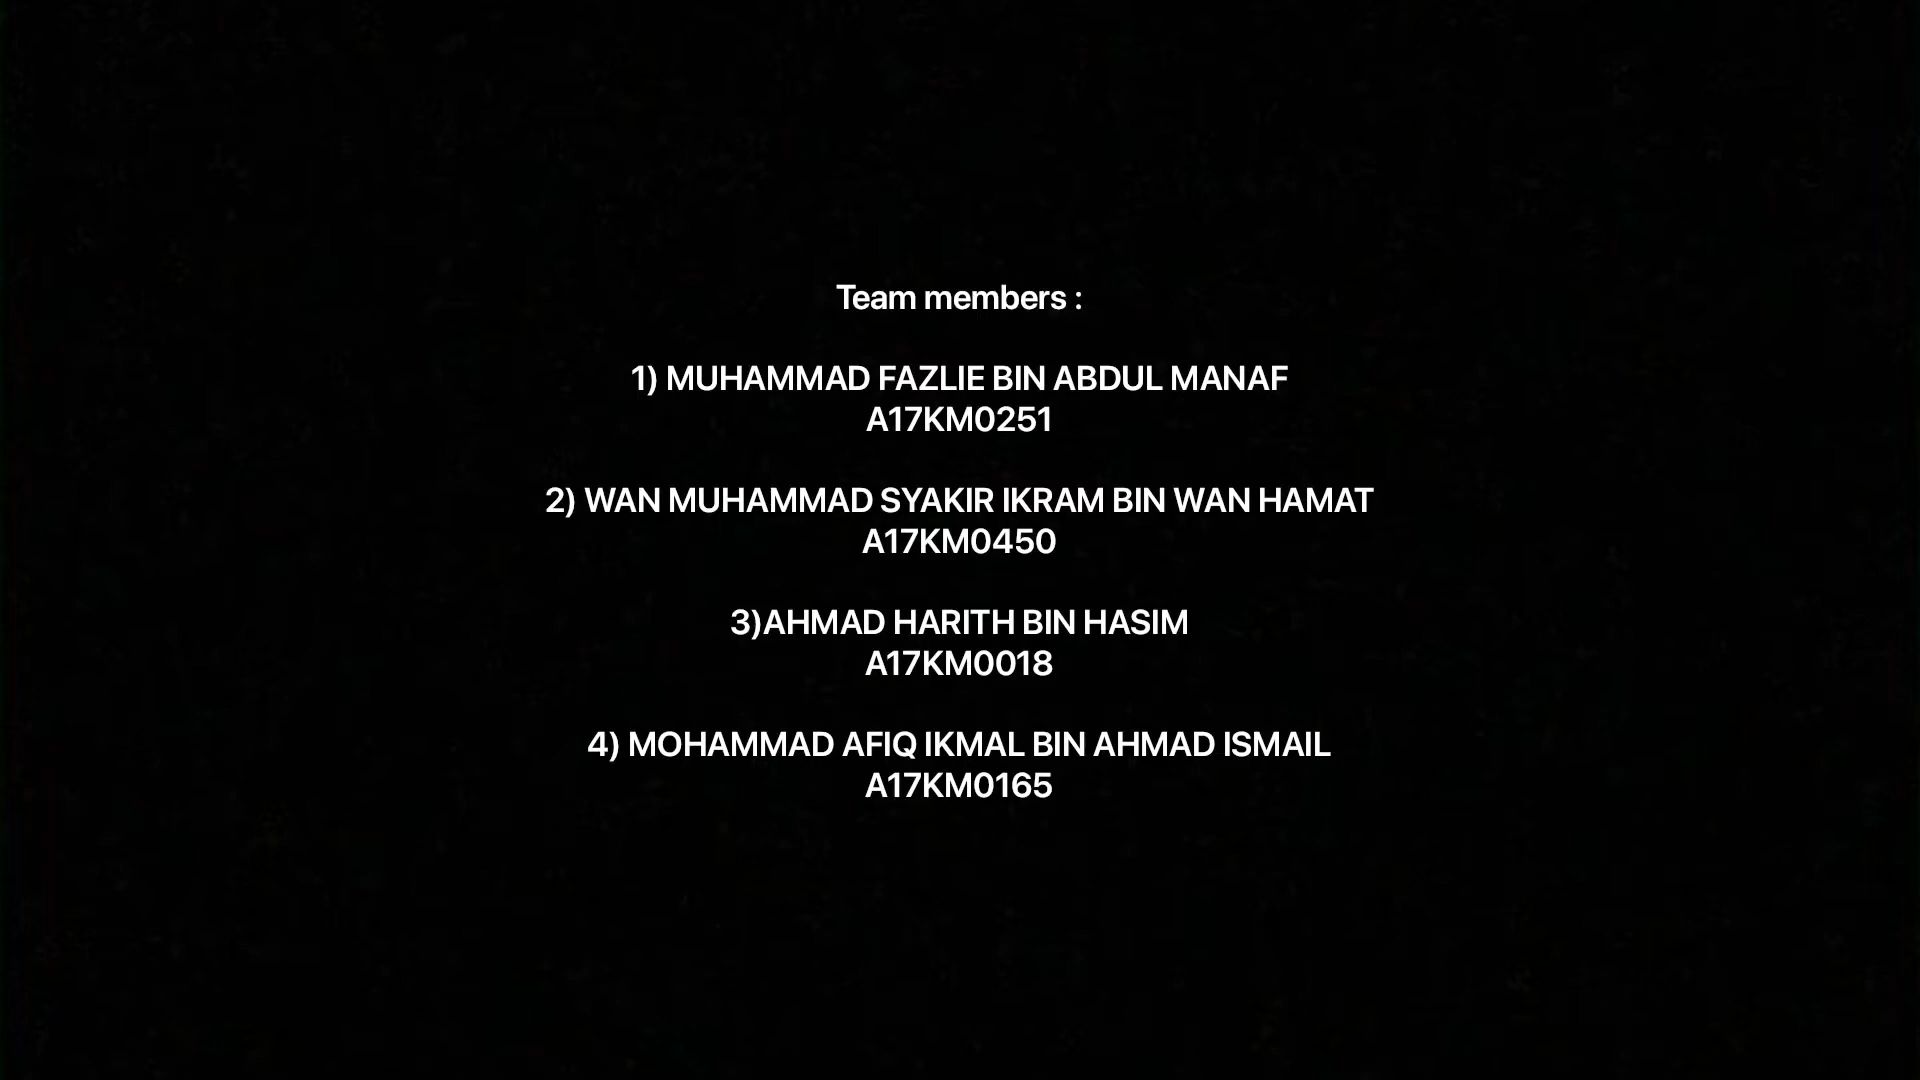 Team members :
1) MUHAMMAD FAZLIE BIN ABDUL MANAF
A17KM0251
2) WAN MUHAMMAD SYAKIR IKRAM BIN WAN HAMAT
A17KM0450
3)AHMAD HARITH BIN HASIM
A17KM0018
4) MOHAMMAD AFIQ IKMAL BIN AHMAD ISMAIL
A17KM0165